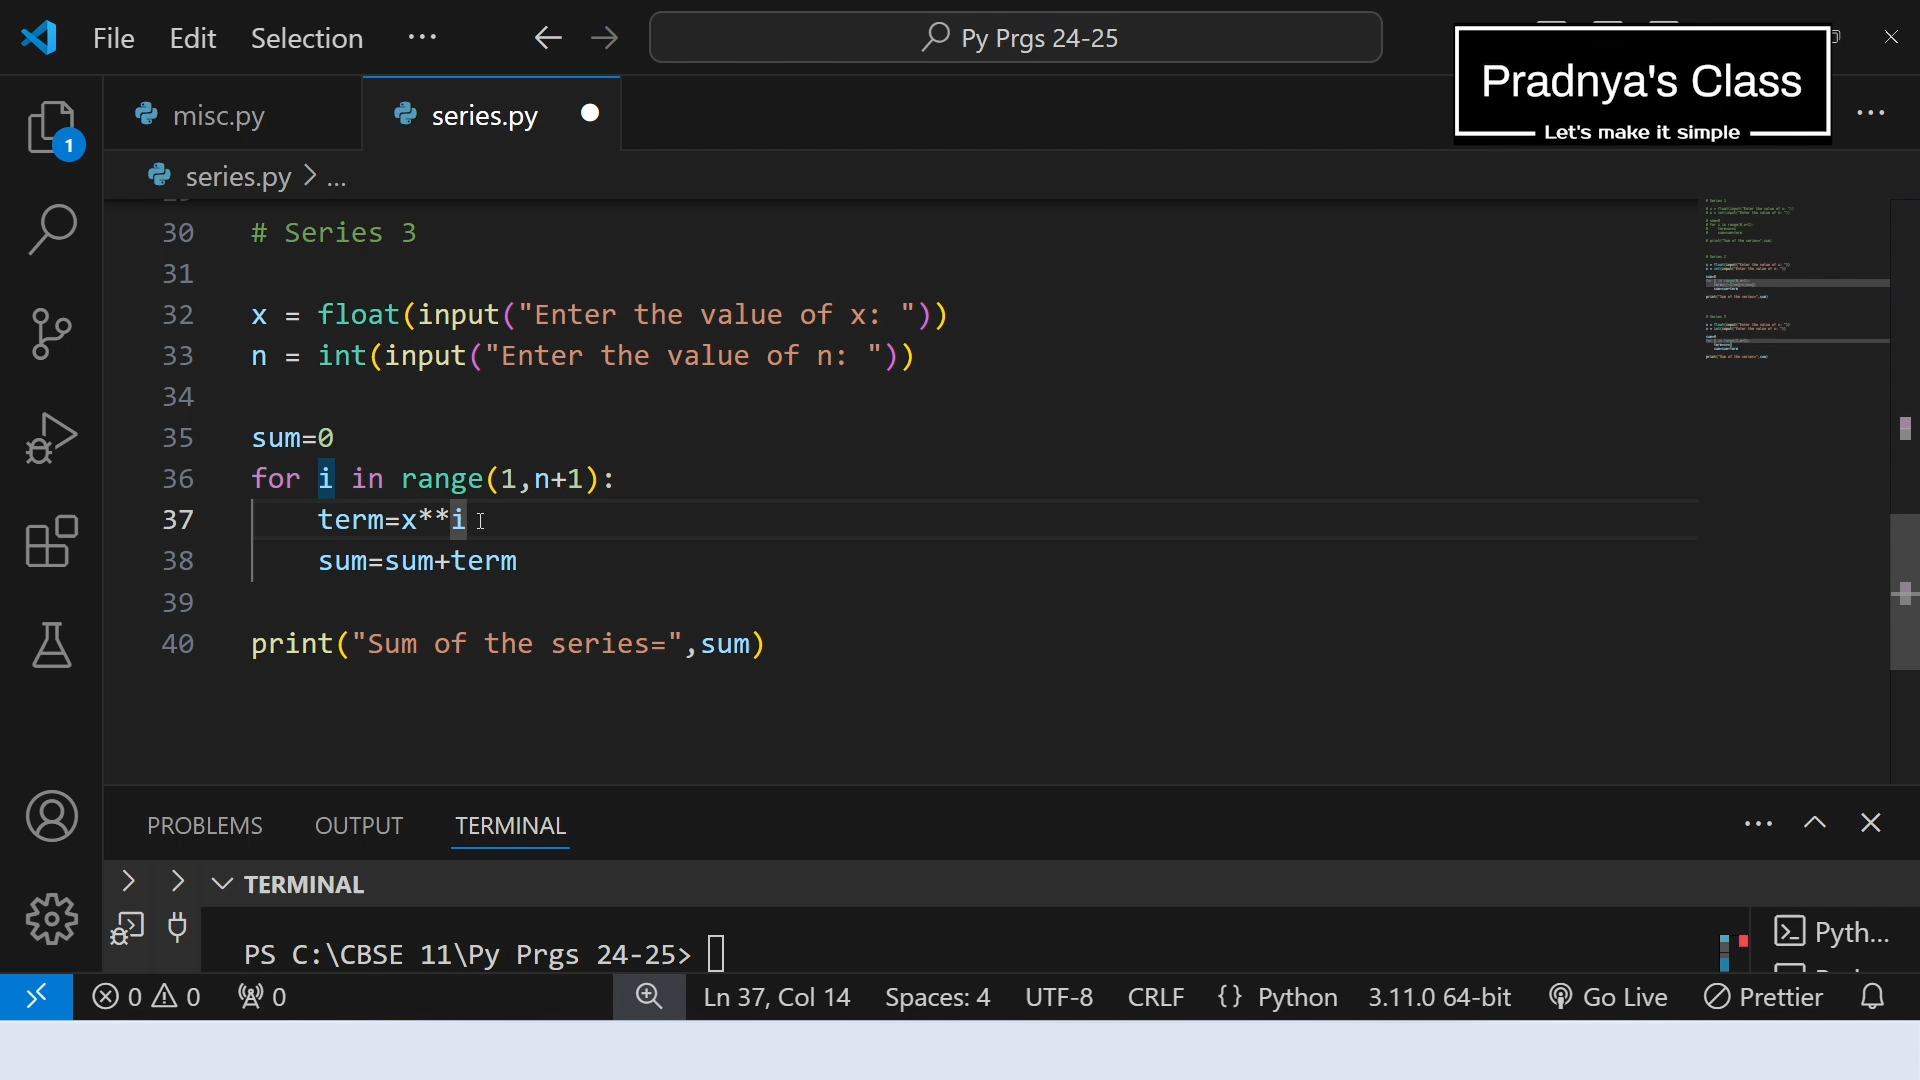 File Edit Selection ··· Py Prgs 24-25
Pradnya's Class
Let's make it simple
misc.py series.py
series.py > ...
1
30 # Series 3
31
32 x = float(input("Enter the value of x: "))
33 n = int(input("Enter the value of n: "))
34
35 sum=0
36 for i in range(1,n+1):
37 term=x**i
38 sum=sum+term
39
40 print("Sum of the series=",sum)
PROBLEMS OUTPUT TERMINAL
TERMINAL
PS C:\CBSE 11\Py Prgs 24-25>
Pyth...
0 0 0 Ln 37, Col 14 Spaces: 4 UTF-8 CRLF {} Python 3.11.0 64-bit Go Live Prettier